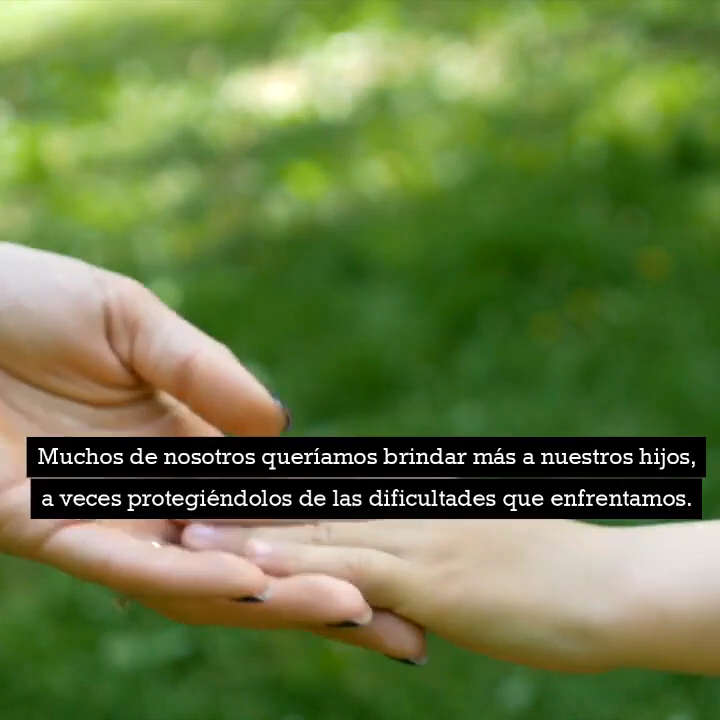 Muchos de nosotros queríamos brindar más a nuestros hijos,
a veces protegiéndolos de las dificultades que enfrentamos.